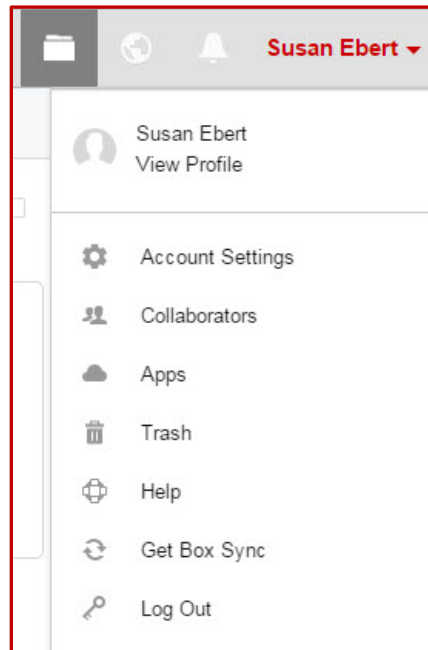 Susan Ebert
Susan Ebert
View Profile
Account Settings
Collaborators
Apps
Trash
Help
Get Box Sync
Log Out